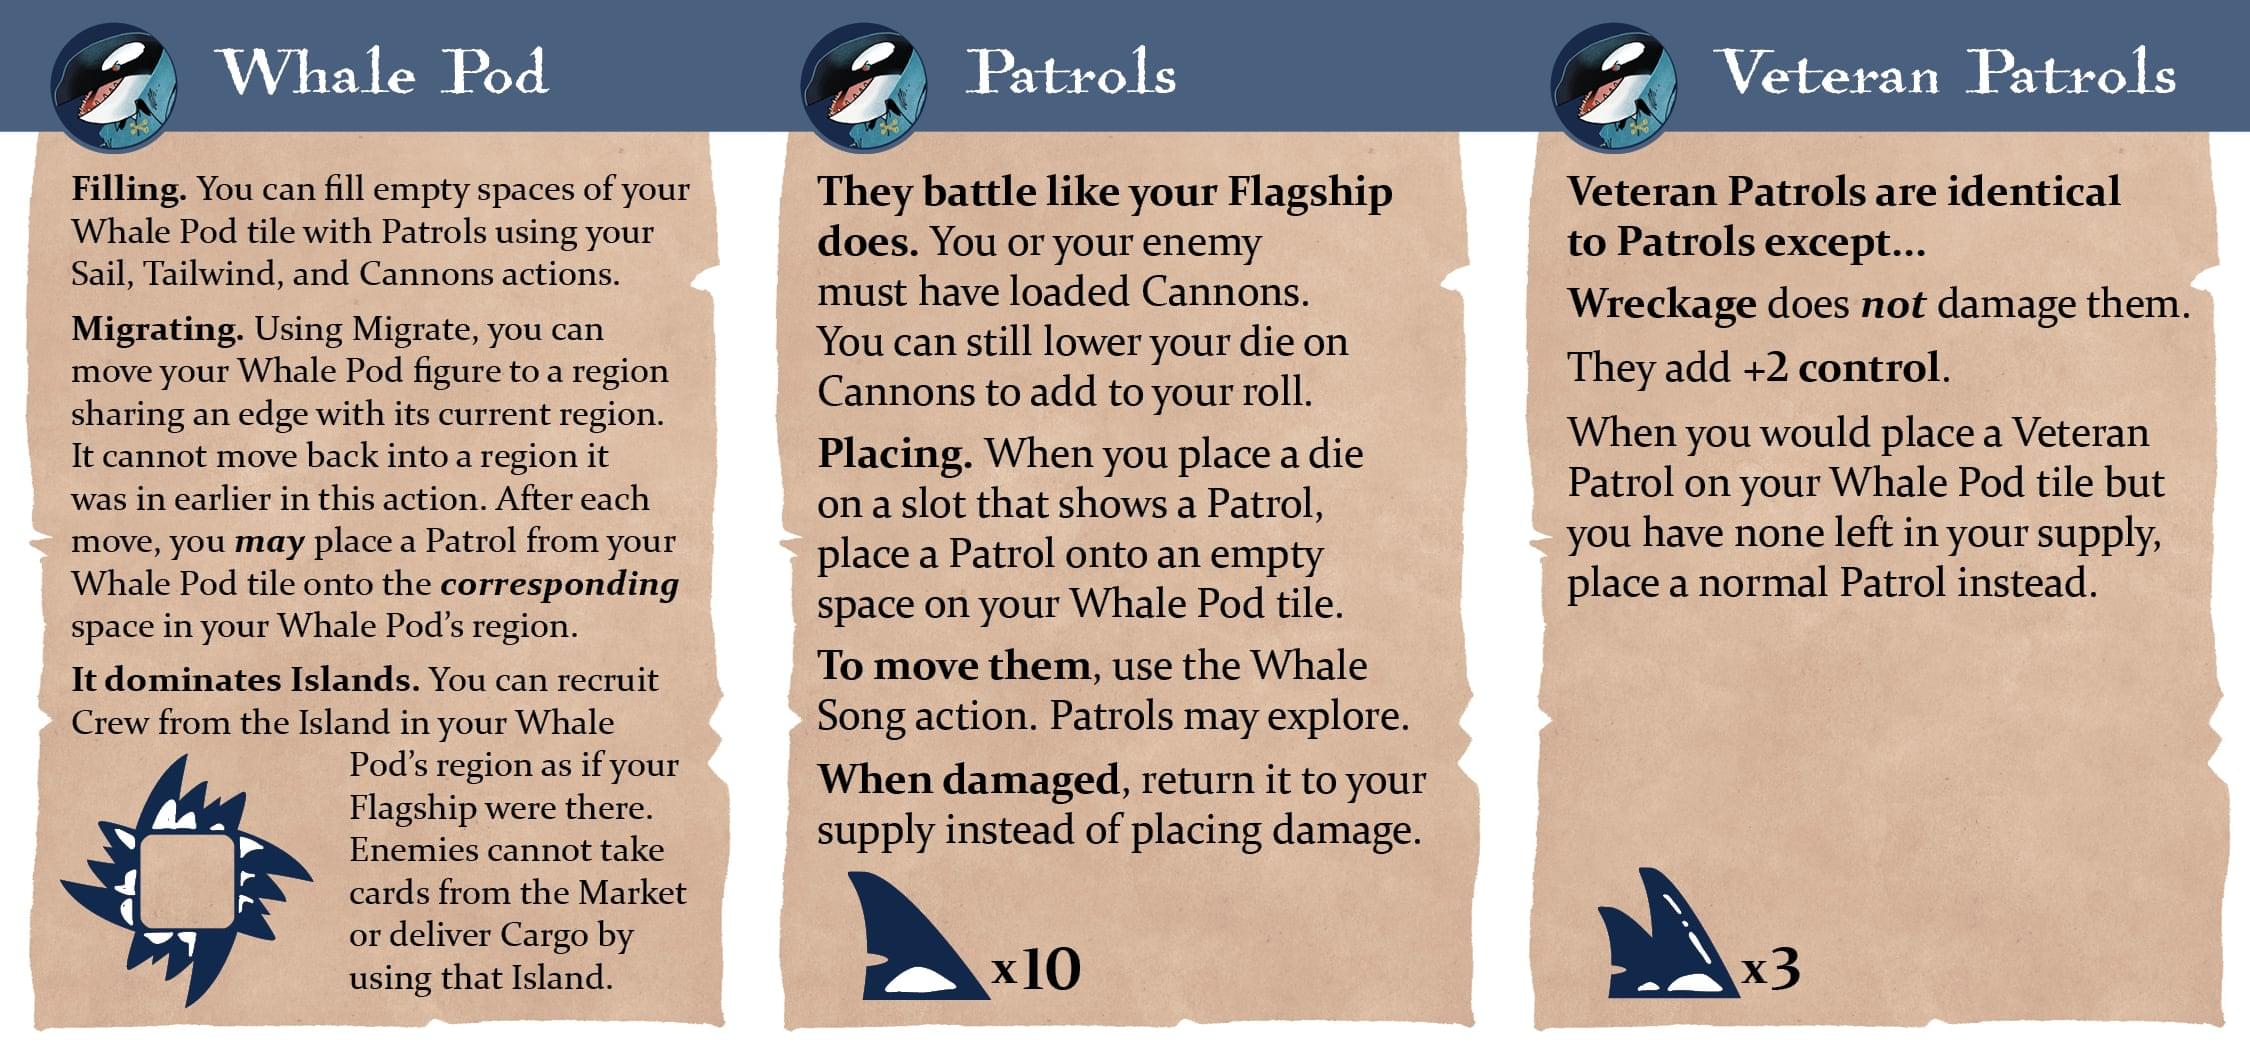 Whale Pod
Filling. You can fill empty spaces of your
Whale Pod tile with Patrols using your
Sail, Tailwind, and Cannons actions.
Migrating. Using Migrate, you can
move your Whale Pod figure to a region
sharing an edge with its current region.
It cannot move back into a region it
was in earlier in this action. After each
move, you may place a Patrol from your
Whale Pod tile onto the corresponding
space in your Whale Pod’s region.
It dominates Islands. You can recruit
Crew from the Island in your Whale
Pod’s region as if your
Flagship were there.
Enemies cannot take
cards from the Market
or deliver Cargo by
using that Island.
Patrols
They battle like your Flagship
does. You or your enemy
must have loaded Cannons.
You can still lower your die on
Cannons to add to your roll.
Placing. When you place a die
on a slot that shows a Patrol,
place a Patrol onto an empty
space on your Whale Pod tile.
To move them, use the Whale
Song action. Patrols may explore.
When damaged, return it to your
supply instead of placing damage.
x10
Veteran Patrols
Veteran Patrols are identical
to Patrols except...
Wreckage does not damage them.
They add +2 control.
When you would place a Veteran
Patrol on your Whale Pod tile but
you have none left in your supply,
place a normal Patrol instead.
x3